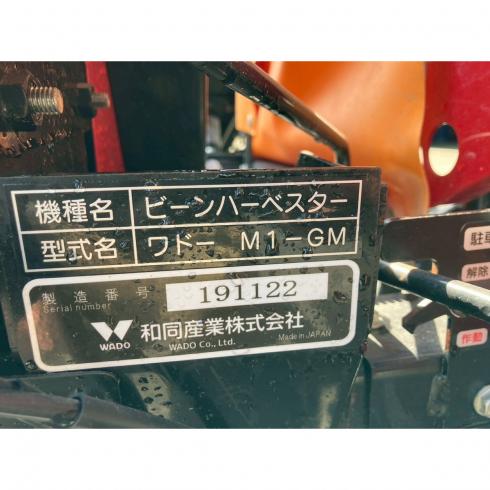 機種名 ビーンハーベスター
型式名 ワドー M1-GM
製造番号 191122
Serial number
WADO 和同産業株式会社
WADO Co., Ltd. Made in JAPAN
駐車
解除
作動